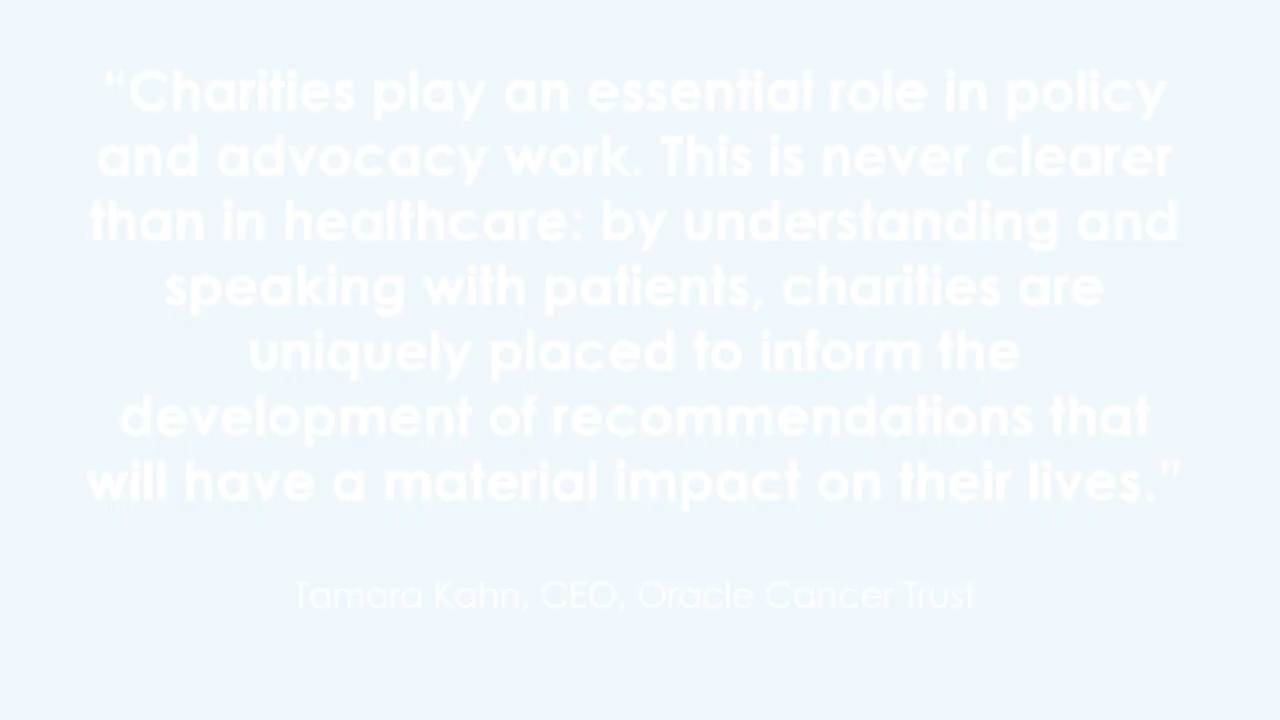 “Charities play an essential role in policy
and advocacy work. This is never clearer
than in healthcare: by understanding and
speaking with patients, charities are
uniquely placed to inform the
development of recommendations that
will have a material impact on their lives.”
Tamara Kahn, CEO, Oracle Cancer Trust